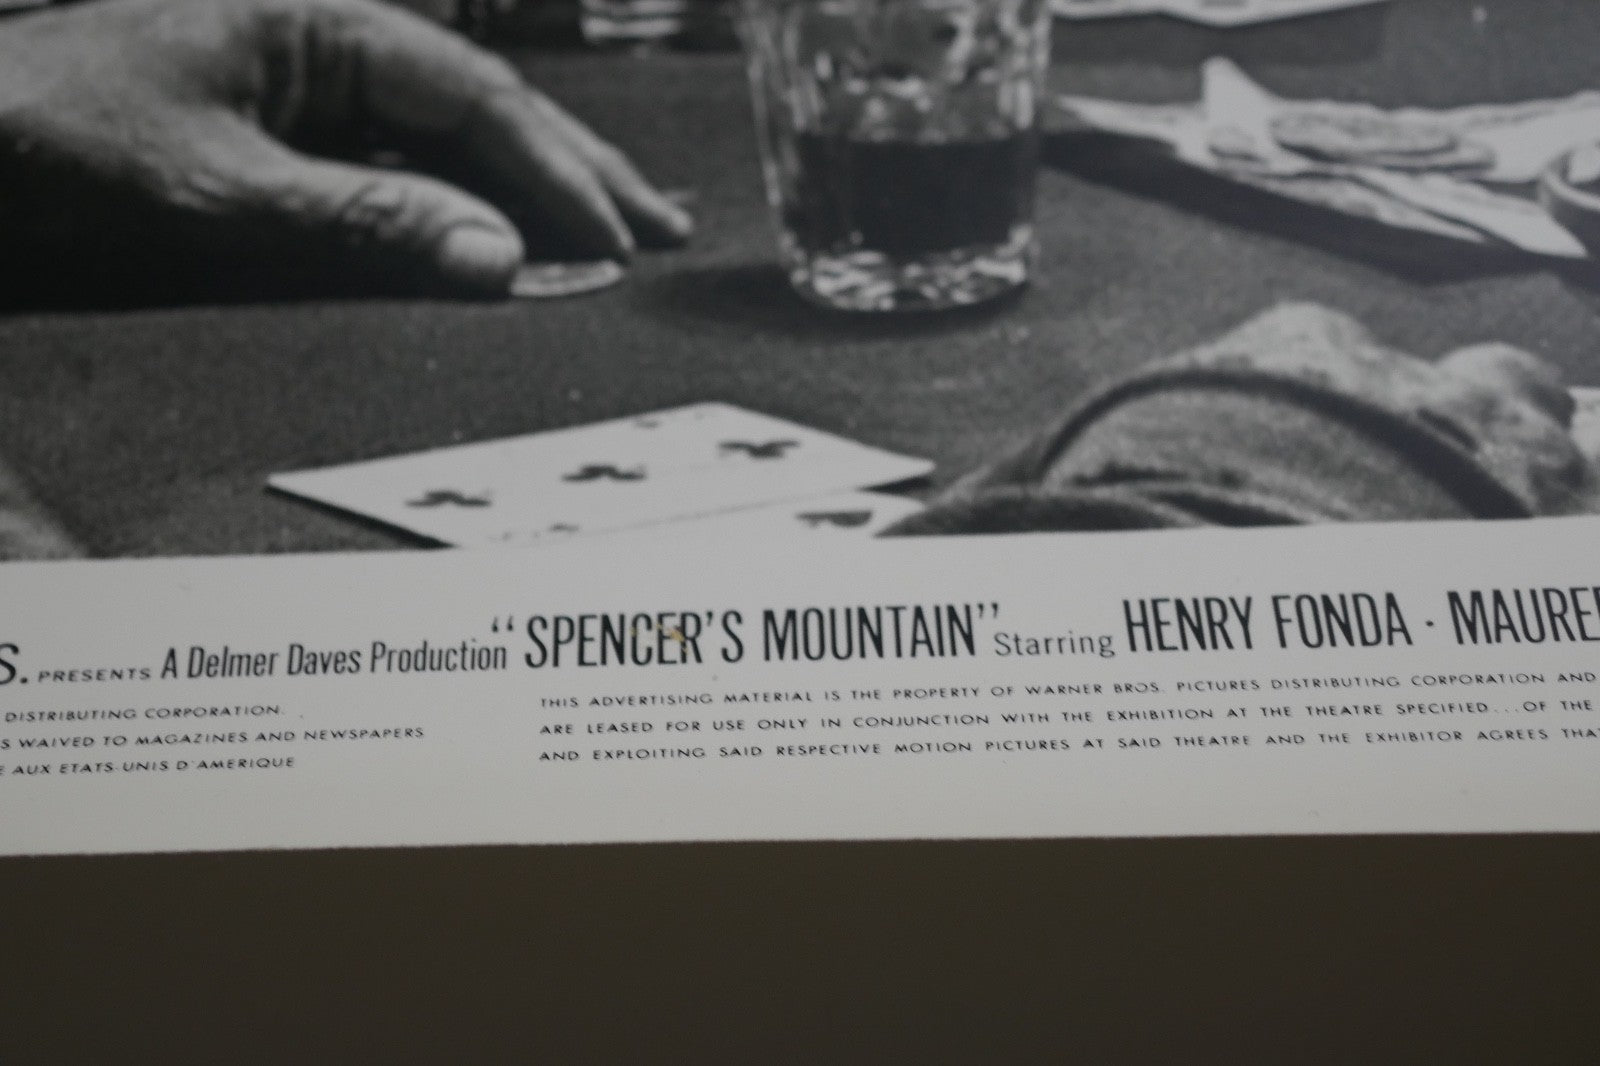 S. PRESENTS A Delmer Daves Production "SPENCER'S MOUNTAIN" Starring HENRY FONDA · MAUREE
DISTRIBUTING CORPORATION.
S WAIVED TO MAGAZINES AND NEWSPAPERS
E AUX ETATS-UNIS D'AMERIQUE
THIS ADVERTISING MATERIAL IS THE PROPERTY OF WARNER BROS. PICTURES DISTRIBUTING CORPORATION AND
ARE LEASED FOR USE ONLY IN CONJUNCTION WITH THE EXHIBITION AT THE THEATRE SPECIFIED...OF THE
AND EXPLOITING SAID RESPECTIVE MOTION PICTURES AT SAID THEATRE AND THE EXHIBITOR AGREES THA